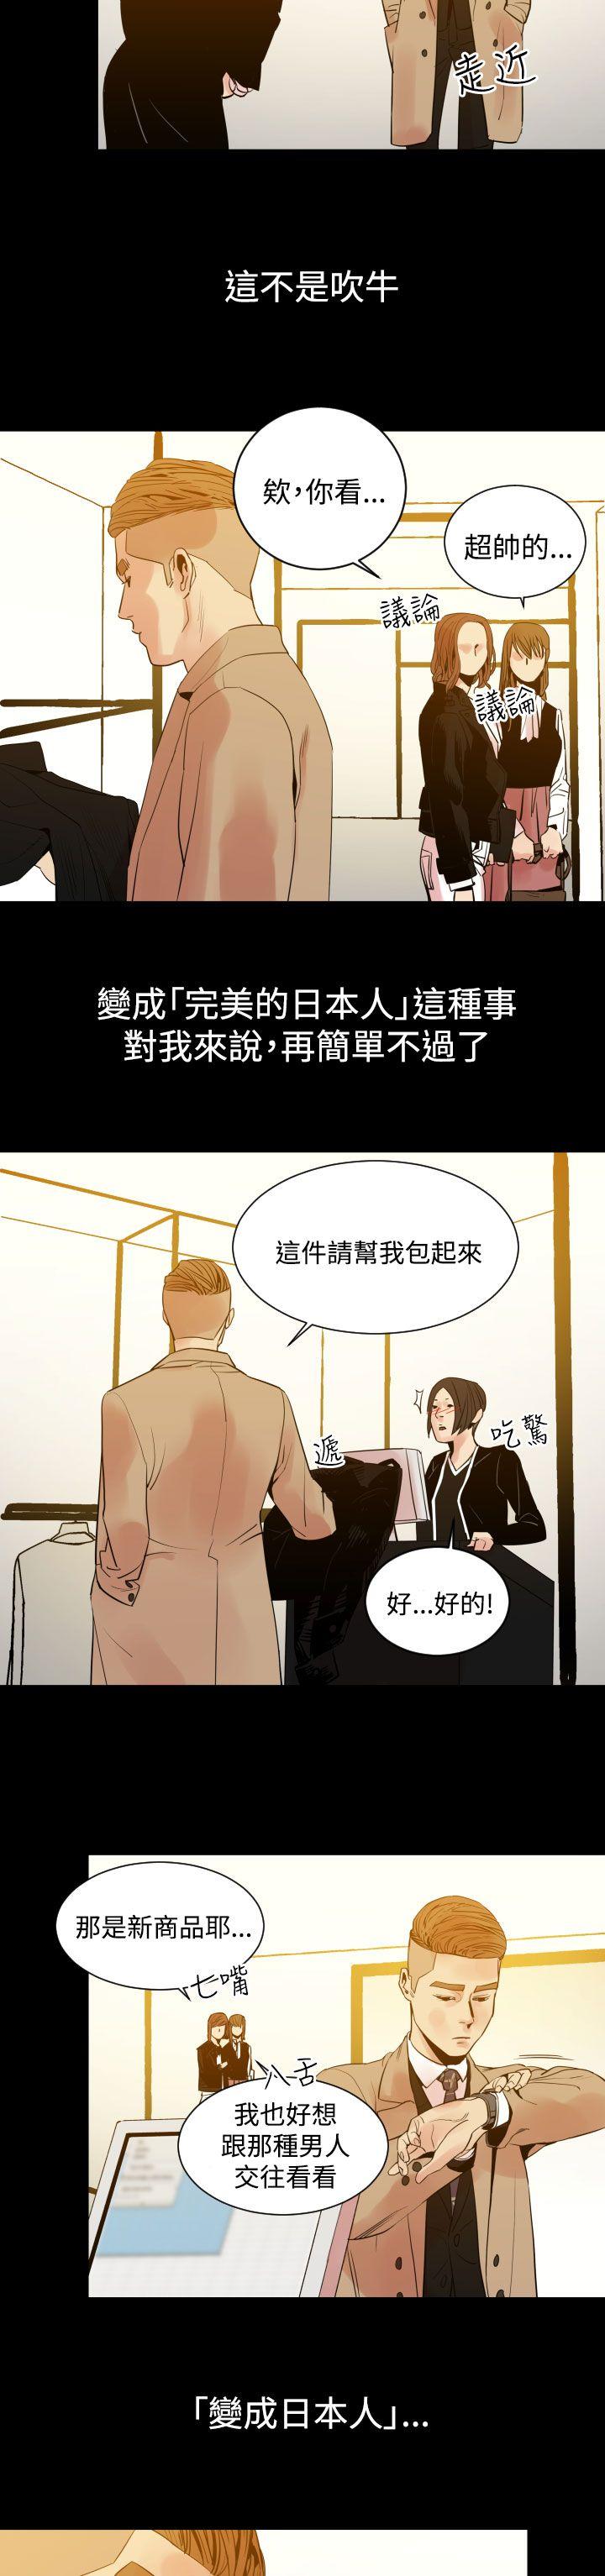 走近
這不是吹牛
欸，你看...
超帥的...
議論
議論
變成「完美的日本人」這種事
對我來說，再簡單不過了
這件請幫我包起來
遞
吃驚
好...好的!
那是新商品耶...
七嘴
八舌
我也好想
跟那種男人
交往看看
「變成日本人」...